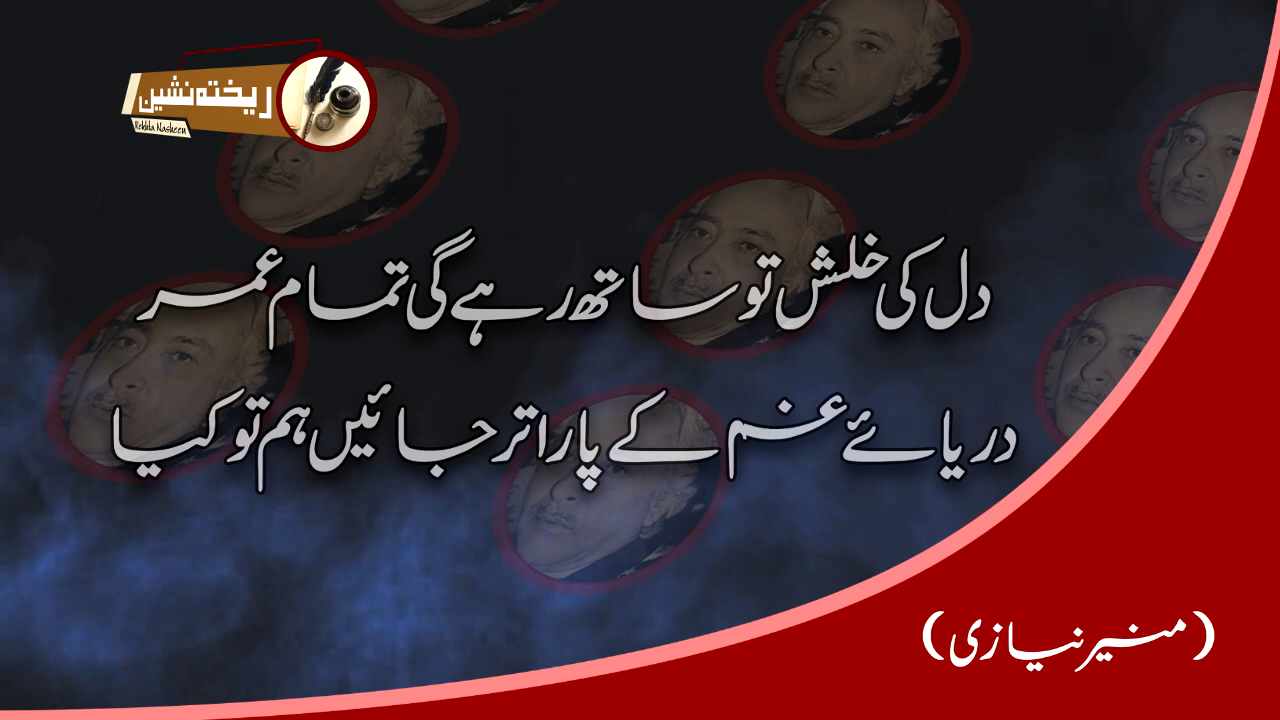 ریختہ نشین
Rekhta Nasheen
دل کی خلش تو ساتھ رہے گی تمام عمر
دریائے غم کے پار اتر جائیں ہم تو کیا
(منیر نیازی)